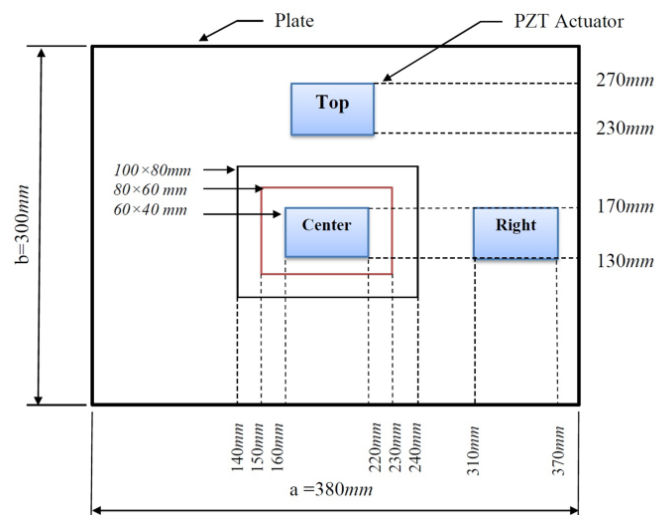 Plate
PZT Actuator
Top
270mm
230mm
100×80mm
80×60 mm
60×40 mm
Center
Right
170mm
130mm
b=300mm
140mm
150mm
160mm
220mm
230mm
240mm
310mm
370mm
a =380mm